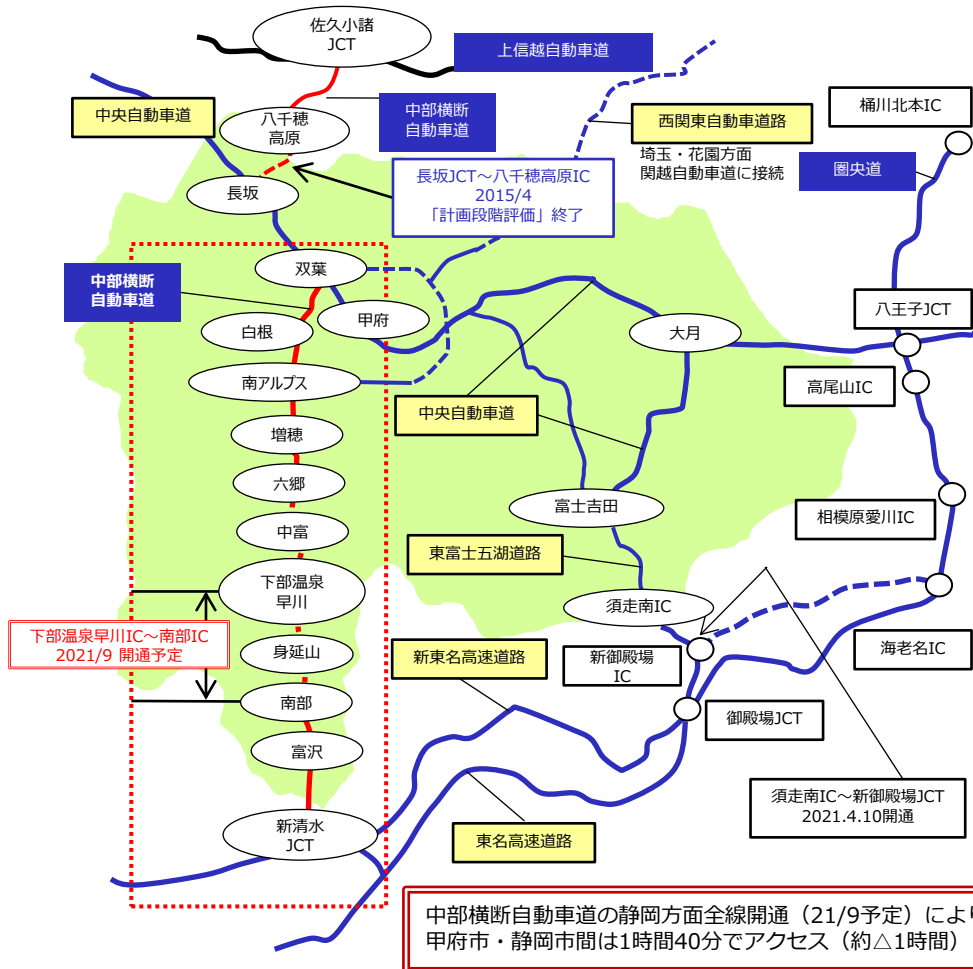 佐久小諸
JCT
上信越自動車道
中央自動車道
八千穂
高原
中部横断
自動車道
西関東自動車道路
埼玉・花園方面
関越自動車道に接続
桶川北本IC
圏央道
長坂
長坂JCT~八千穂高原IC
2015/4
「計画段階評価」終了
双葉
中部横断
自動車道
甲府
白根
大月
八王子JCT
南アルプス
高尾山IC
中央自動車道
増穂
六郷
富士吉田
相模原愛川IC
中富
東富士五湖道路
下部温泉
早川
須走南IC
下部温泉早川IC~南部IC
2021/9 開通予定
身延山
新東名高速道路
新御殿場
IC
海老名IC
南部
御殿場JCT
富沢
須走南IC~新御殿場JCT
2021.4.10開通
新清水
JCT
東名高速道路
中部横断自動車道の静岡方面全線開通(21/9予定)によ
甲府市・静岡市間は1時間40分でアクセス(約△1時間)